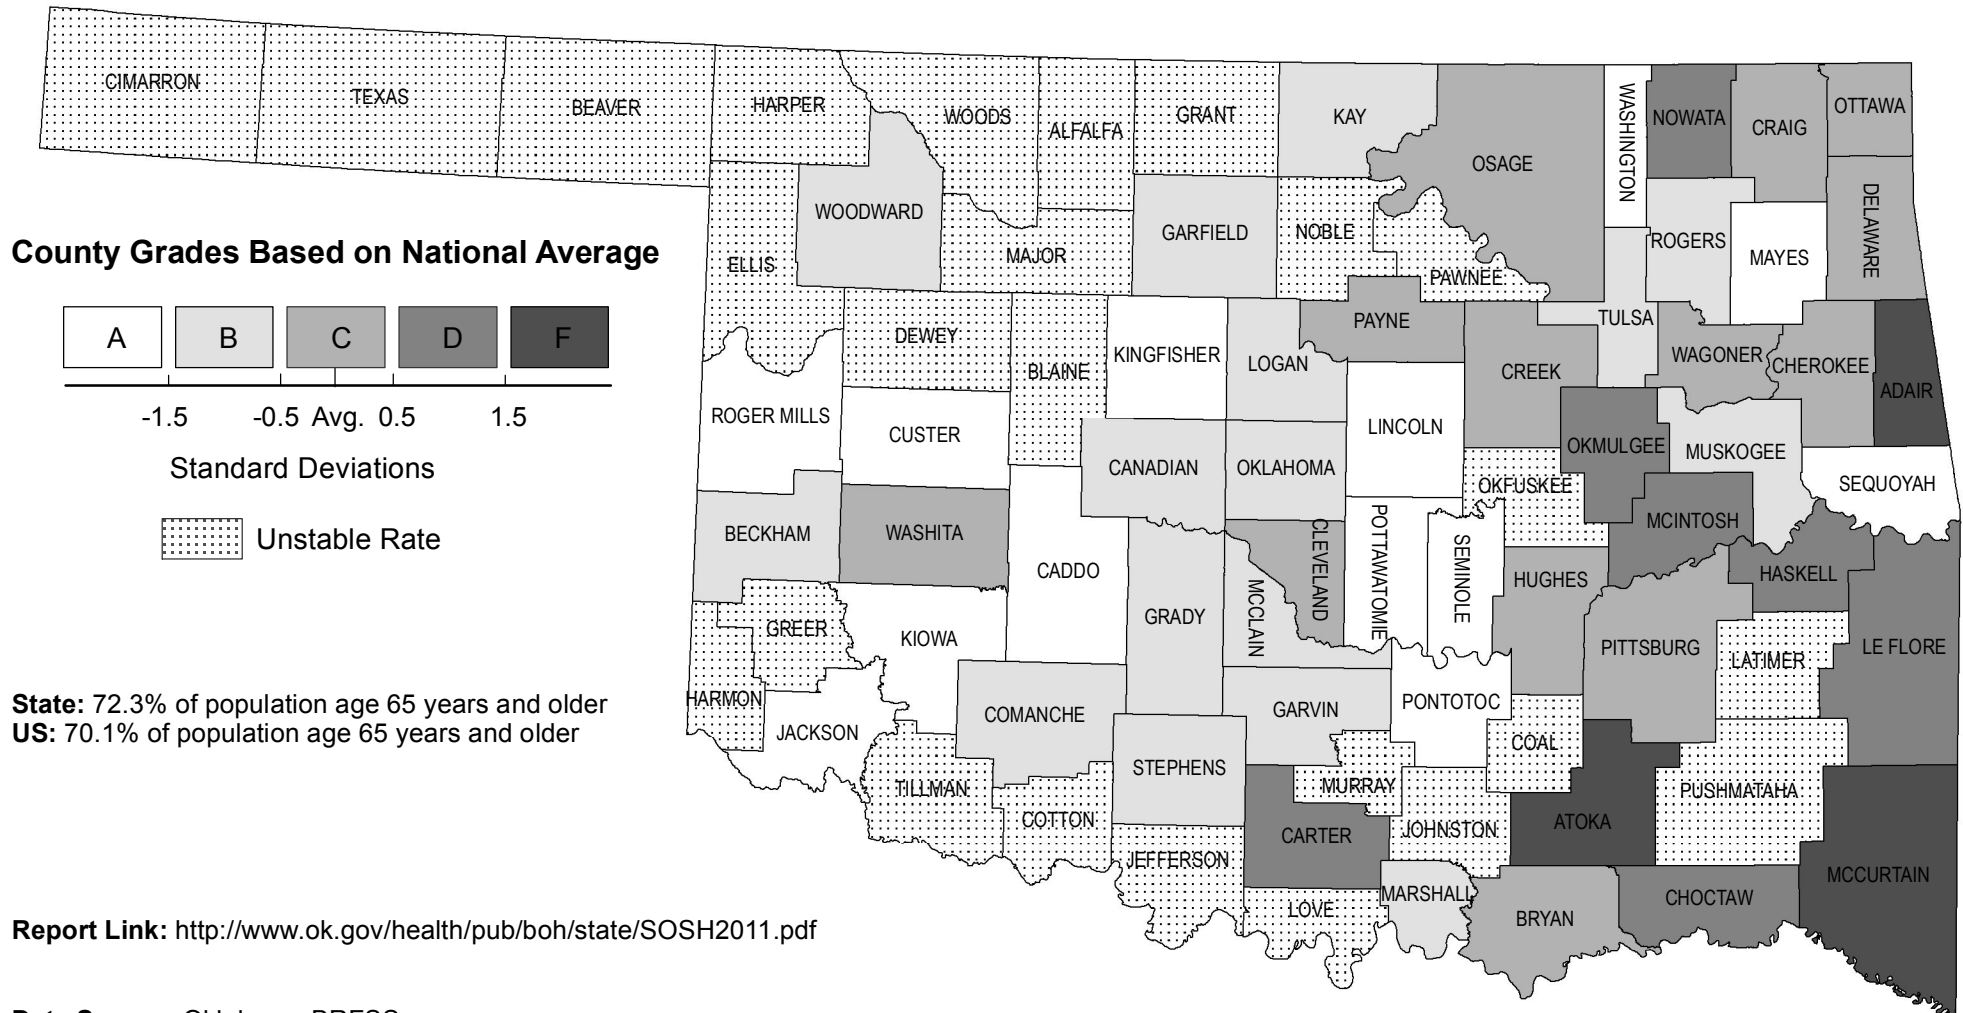 CIMARRON
TEXAS
BEAVER
HARPER
WOODS
ALFALFA
GRANT
KAY
OSAGE
WASHINGTON
NOWATA
CRAIG
OTTAWA
WOODWARD
ELLIS
MAJOR
GARFIELD
NOBLE
PAWNEE
ROGERS
MAYES
DELAWARE
County Grades Based on National Average
A B C D F
-1.5 -0.5 Avg. 0.5 1.5
Standard Deviations
Unstable Rate
DEWEY
BLAINE
KINGFISHER
LOGAN
PAYNE
CREEK
TULSA
WAGONER
CHEROKEE
ADAIR
ROGER MILLS
CUSTER
CANADIAN
OKLAHOMA
LINCOLN
OKMULGEE
MUSKOGEE
SEQUOYAH
OKFUSKEE
BECKHAM
WASHITA
CADDO
GRADY
MCCLAIN
CLEVELAND
POTTAWATOMIE
SEMINOLE
HUGHES
MCINTOSH
HASKELL
PITTSBURG
LATIMER
LE FLORE
GREER
KIOWA
HARMON
JACKSON
COMANCHE
STEPHENS
GARVIN
PONTOTOC
COAL
TILLMAN
COTTON
JEFFERSON
MURRAY
CARTER
JOHNSTON
ATOKA
PUSHMATAHA
MCCURTAIN
LOVE
MARSHALL
BRYAN
CHOCTAW
State: 72.3% of population age 65 years and older
US: 70.1% of population age 65 years and older
Report Link: http://www.ok.gov/health/pub/boh/state/SOSH2011.pdf